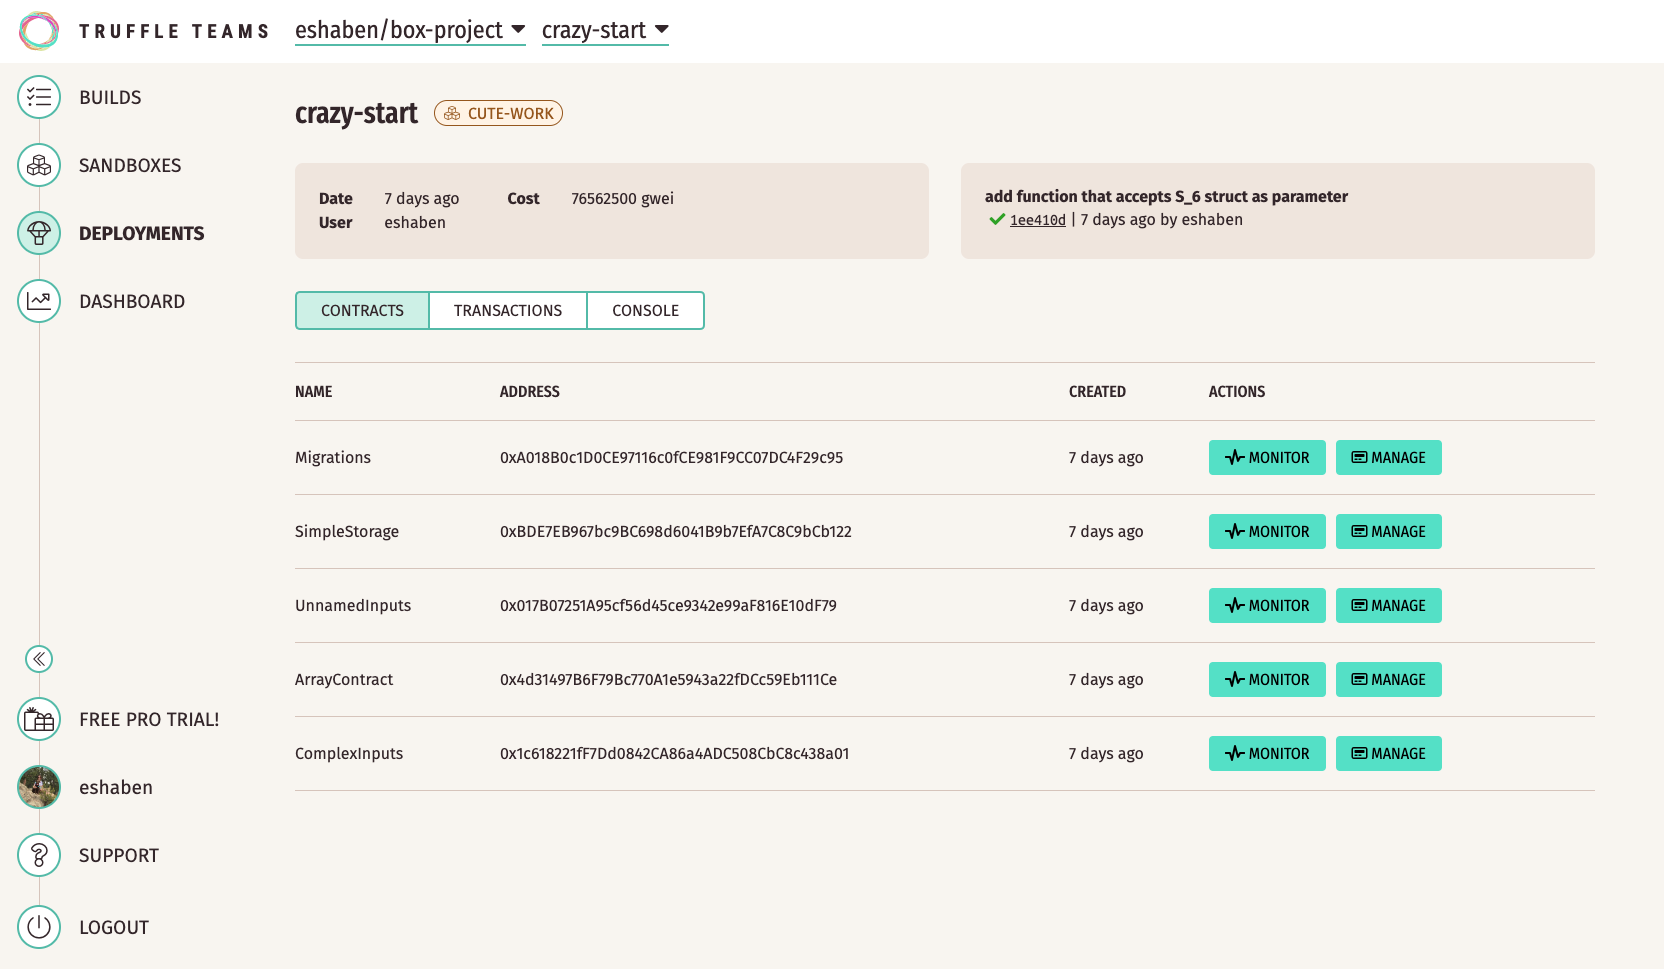 TRUFFLE TEAMS
eshaben/box-project
crazy-start
BUILDS
SANDBOXES
DEPLOYMENTS
DASHBOARD
FREE PRO TRIAL!
eshaben
SUPPORT
LOGOUT
crazy-start
CUTE-WORK
Date 7 days ago Cost 76562500 gwei
User eshaben
add function that accepts S_6 struct as parameter
1ee410d | 7 days ago by eshaben
CONTRACTS TRANSACTIONS CONSOLE
NAME ADDRESS CREATED ACTIONS
Migrations 0xA018B0c1D0CE97116c0fCE981F9CC07DC4F29c95 7 days ago MONITOR MANAGE
SimpleStorage 0xBDE7EB967bc9BC698d6041B9b7EfA7C8C9bCb122 7 days ago MONITOR MANAGE
UnnamedInputs 0x017B07251A95cf56d45ce9342e99aF816E10dF79 7 days ago MONITOR MANAGE
ArrayContract 0x4d31497B6F79Bc770A1e5943a22fDCc59Eb111Ce 7 days ago MONITOR MANAGE
ComplexInputs 0x1c618221fF7Dd0842CA86a4ADC508CbC8c438a01 7 days ago MONITOR MANAGE